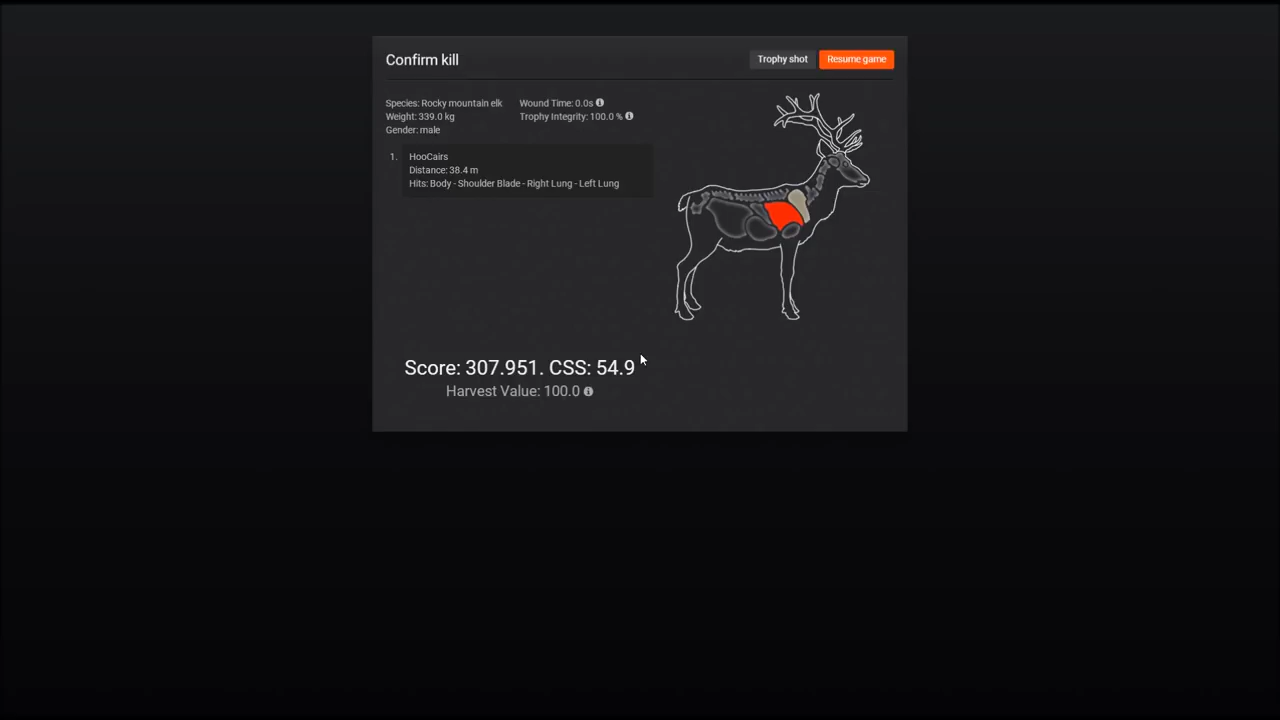 Confirm kill
Trophy shot
Resume game
Species: Rocky mountain elk
Weight: 339.0 kg
Gender: male
Wound Time: 0.0s
Trophy Integrity: 100.0 %
1.
HooCairs
Distance: 38.4 m
Hits: Body - Shoulder Blade - Right Lung - Left Lung
Score: 307.951. CSS: 54.9
Harvest Value: 100.0